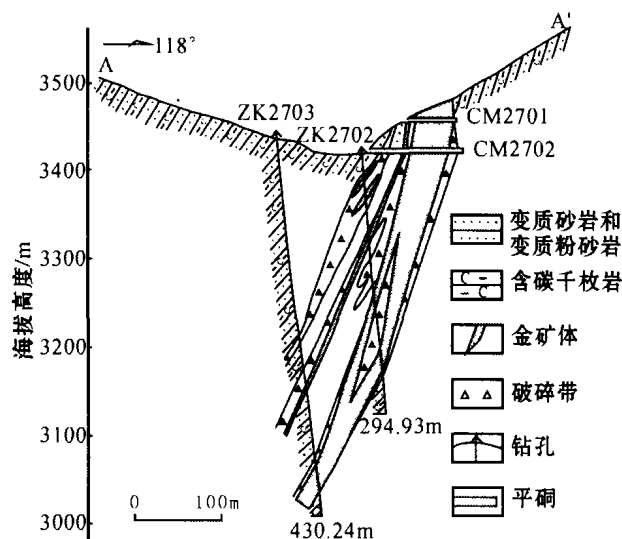 A'
118°
A
3500
ZK2703
ZK2702
CM2701
3400
CM2702
变质砂岩和
变质粉砂岩
3300
含碳千枚岩
海拔高度/m
金矿体
3200
破碎带
3100
294.93m
钻孔
0 100m
平硐
3000
430.24m